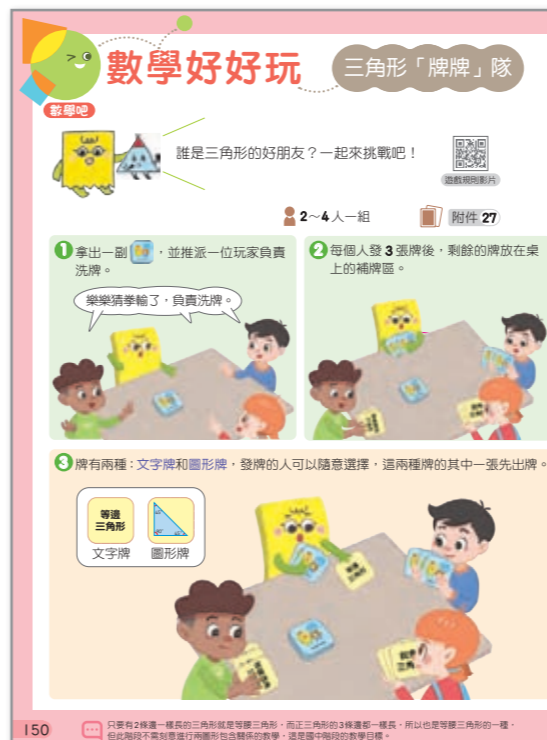 數學好好玩
三角形「牌牌」隊
數學吧
誰是三角形的好朋友？一起來挑戰吧！
遊戲規則影片
2～4人一組
附件 27
1 拿出一副，並推派一位玩家負責
洗牌。
樂樂猜拳輸了，負責洗牌。
2 每個人發 3 張牌後，剩餘的牌放在桌
上的補牌區。
3 牌有兩種：文字牌和圖形牌，發牌的人可以隨意選擇，這兩種牌的其中一張先出牌。
等邊
三角形
文字牌
圖形牌
等邊
三角形
150
只要有2條邊一樣長的三角形就是等腰三角形，而正三角形的3條邊都一樣長，所以也是等腰三角形的一種，
但此階段不需刻意進行兩圖形包含關係的教學，這是國中階段的教學目標。